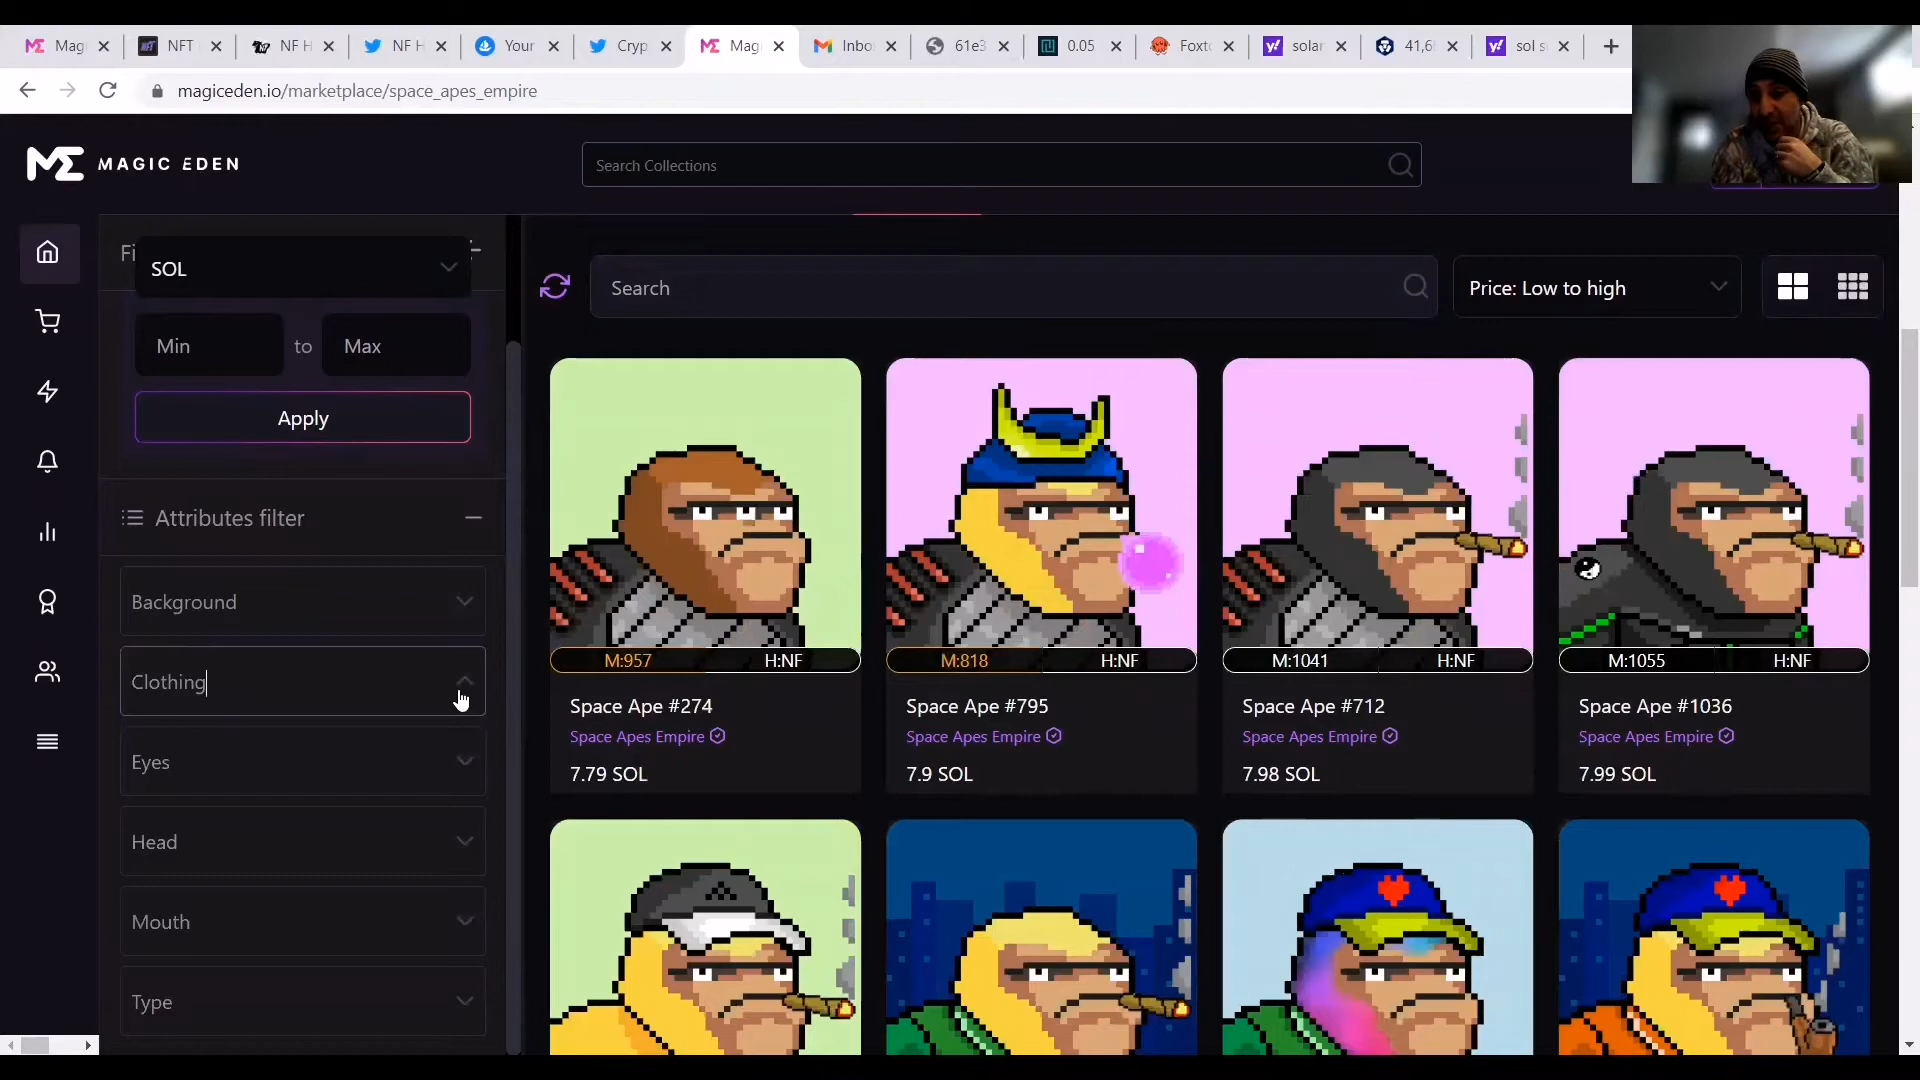 Mag
NFT
NF H
NF H
Your
Cryp
Mag
Inbo
61e3
0.05
Foxt
solar
41,6
sol s
magiceden.io/marketplace/space_apes_empire
ME MAGIC EDEN
Search Collections
Fi
SOL
Min to Max
Apply
Attributes filter
Background
Clothing
Eyes
Head
Mouth
Type
Search
Price: Low to high
M:957 H:NF
Space Ape #274
Space Apes Empire
7.79 SOL
M:818 H:NF
Space Ape #795
Space Apes Empire
7.9 SOL
M:1041 H:NF
Space Ape #712
Space Apes Empire
7.98 SOL
M:1055 H:NF
Space Ape #1036
Space Apes Empire
7.99 SOL